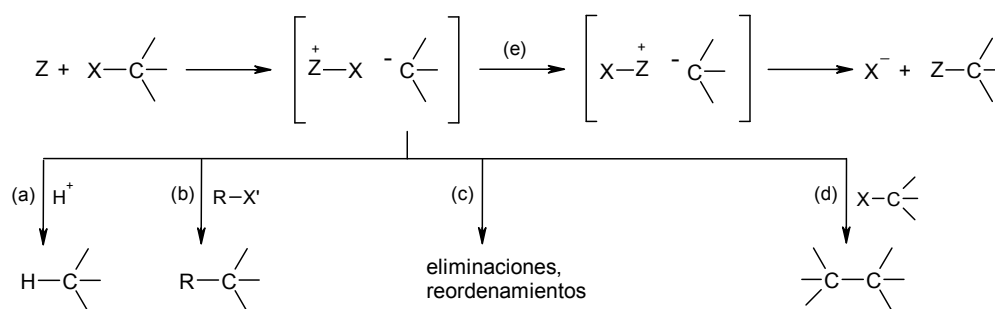 Z + X—C [ Z⁺—X ⁻C ] (e) [ X—Z⁺ ⁻C ] X⁻ + Z—C
(a) H⁺ (b) R—X' (c) (d) X—C
H—C R—C eliminaciones, C—C
reordenamientos